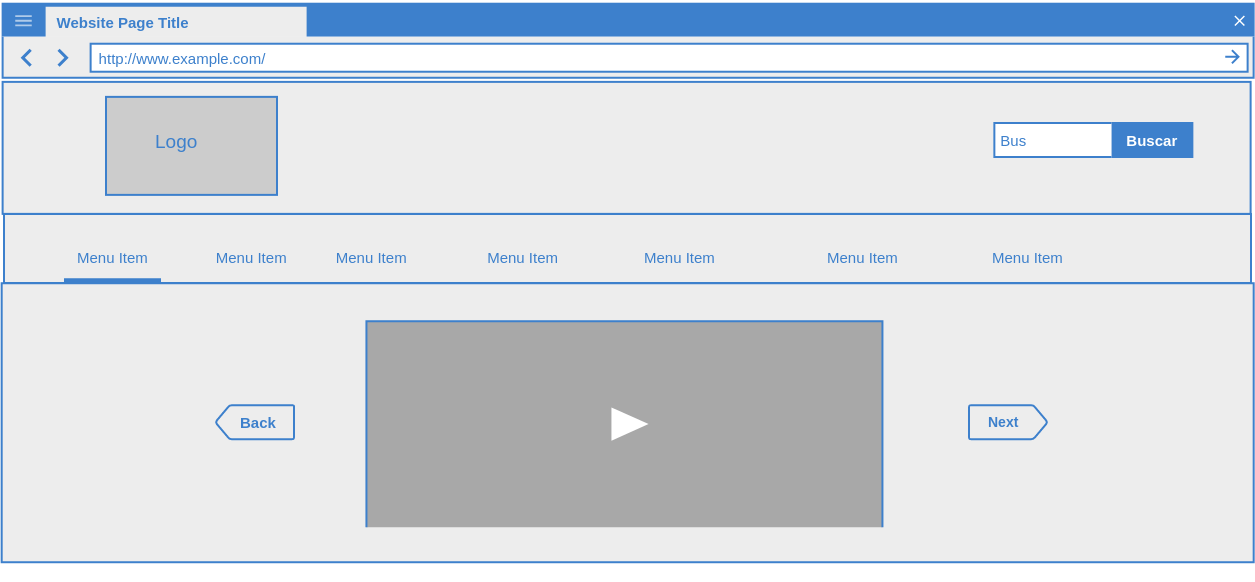 Website Page Title
http://www.example.com/
Logo
Bus
Buscar
Menu Item
Menu Item
Menu Item
Menu Item
Menu Item
Menu Item
Menu Item
Back
Next